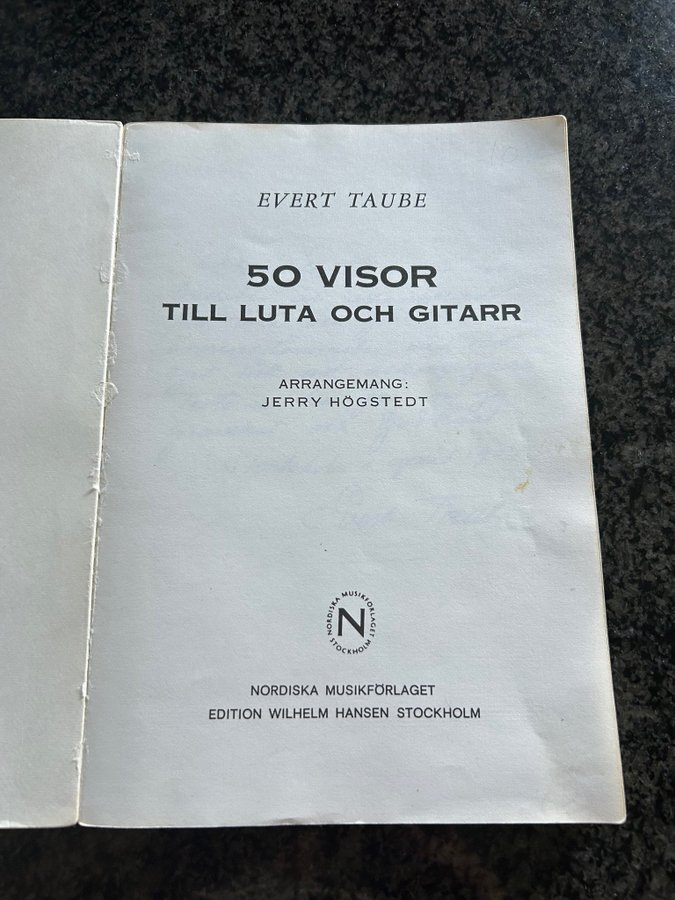 10
EVERT TAUBE
50 VISOR
TILL LUTA OCH GITARR
ARRANGEMANG:
JERRY HÖGSTEDT
NORDISKA MUSIKFÖRLAGET
STOCKHOLM
N
NORDISKA MUSIKFÖRLAGET
EDITION WILHELM HANSEN STOCKHOLM